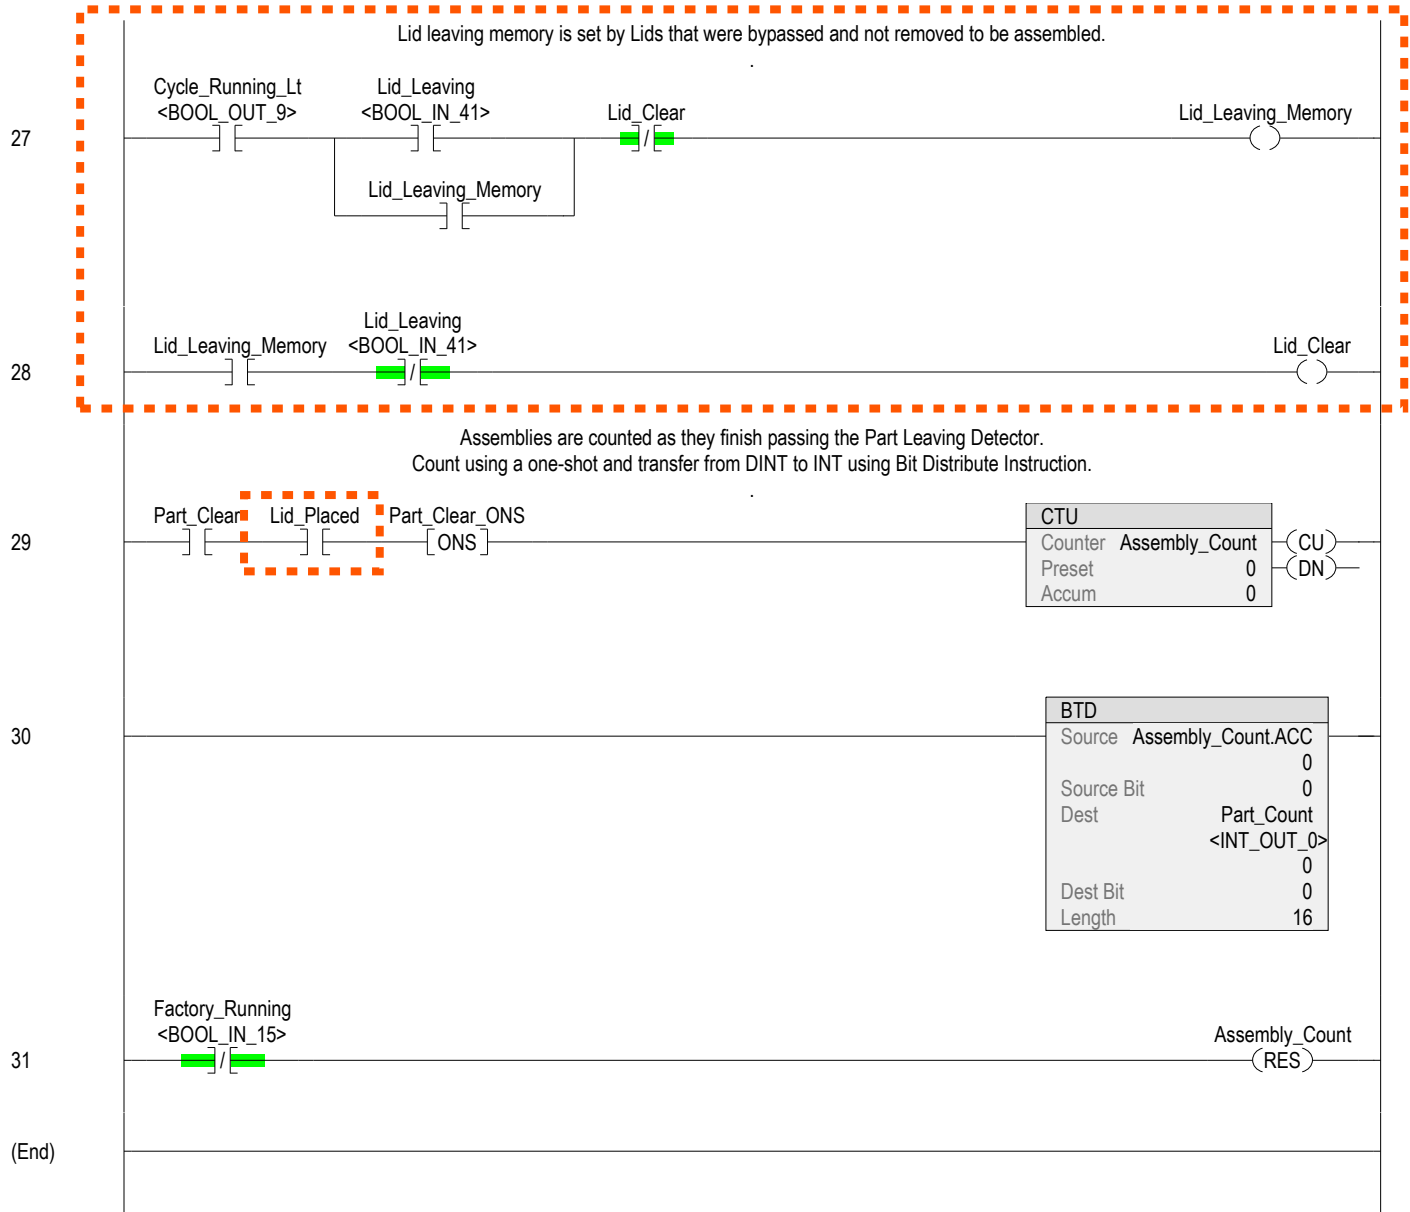 Lid leaving memory is set by Lids that were bypassed and not removed to be assembled.
.
Cycle_Running_Lt
<BOOL_OUT_9>
Lid_Leaving
<BOOL_IN_41>
Lid_Clear
Lid_Leaving_Memory
27
/
Lid_Leaving_Memory
Lid_Leaving_Memory
Lid_Leaving
<BOOL_IN_41>
Lid_Clear
28
/
Assemblies are counted as they finish passing the Part Leaving Detector.
Count using a one-shot and transfer from DINT to INT using Bit Distribute Instruction.
.
Part_Clear
Lid_Placed
Part_Clear_ONS
29
ONS
CTU
Counter Assembly_Count
Preset 0
Accum 0
CU
DN
30
BTD
Source Assembly_Count.ACC
0
Source Bit 0
Dest Part_Count
<INT_OUT_0>
0
Dest Bit 0
Length 16
Factory_Running
<BOOL_IN_15>
Assembly_Count
31
/
RES
(End)